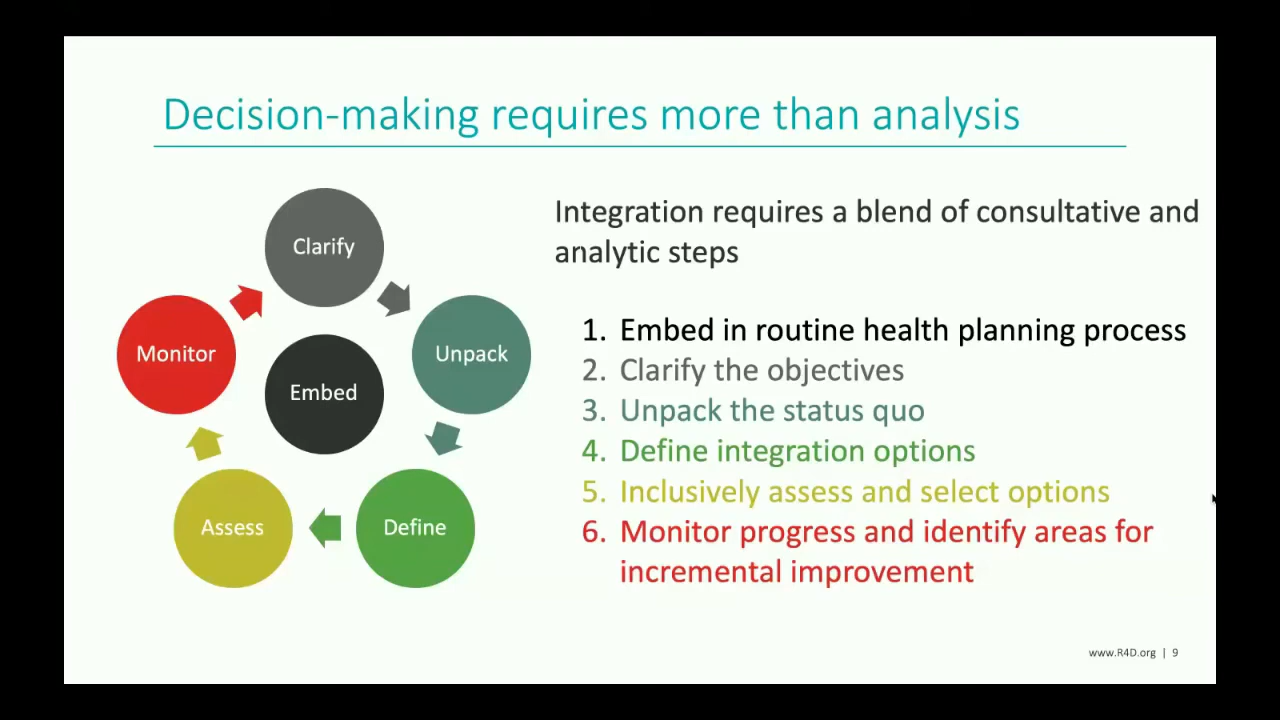 Decision-making requires more than analysis
Clarify
Unpack
Define
Assess
Monitor
Embed
Integration requires a blend of consultative and
analytic steps
1. Embed in routine health planning process
2. Clarify the objectives
3. Unpack the status quo
4. Define integration options
5. Inclusively assess and select options
6. Monitor progress and identify areas for
incremental improvement
www.R4D.org | 9